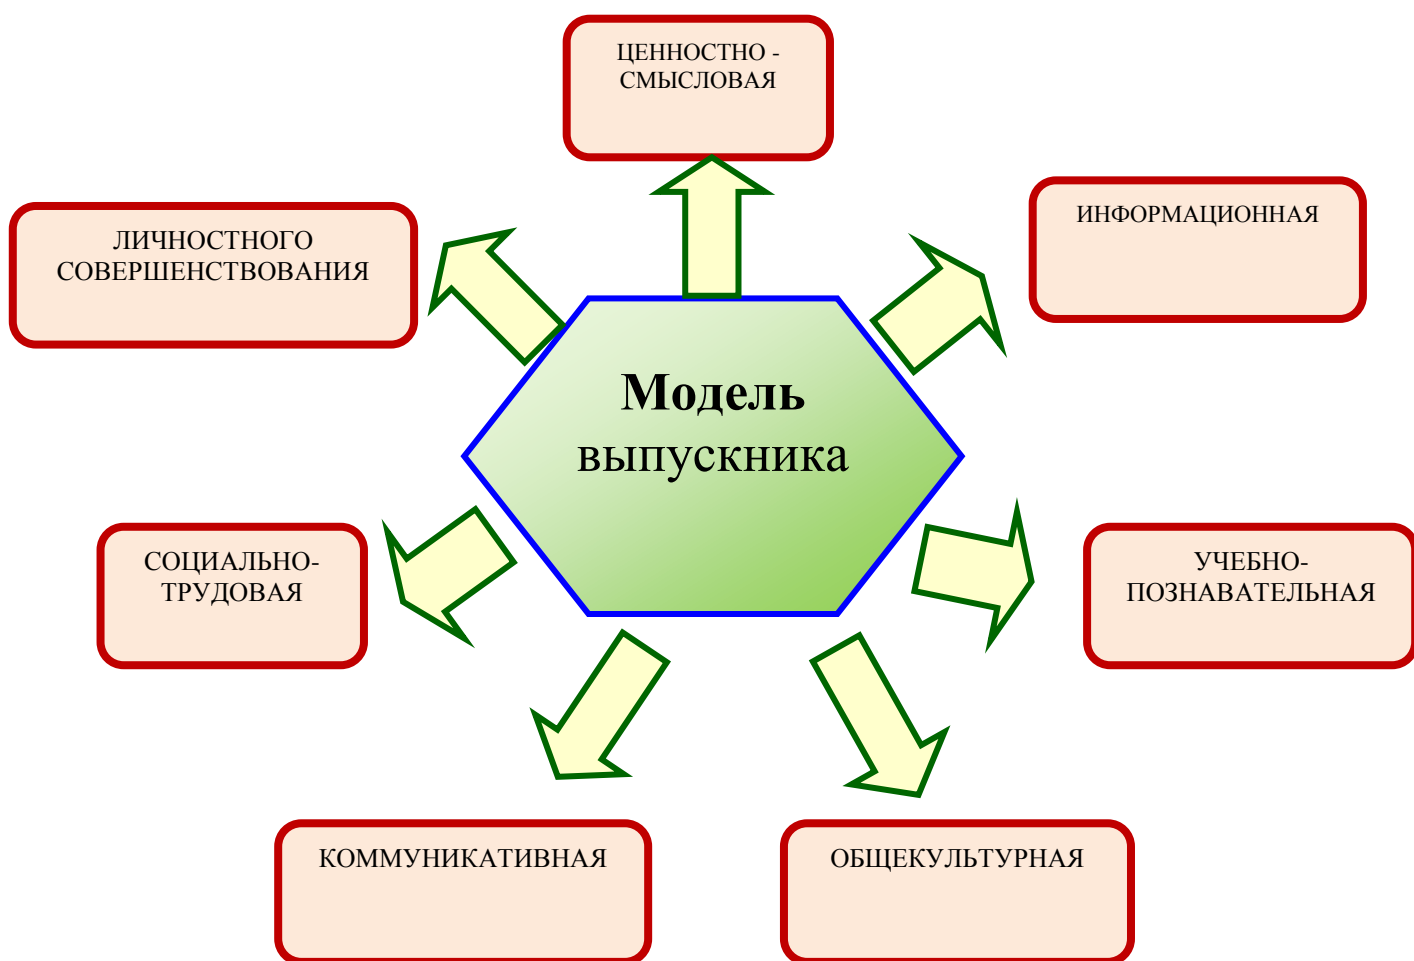 ЦЕННОСТНО -
СМЫСЛОВАЯ
ИНФОРМАЦИОННАЯ
ЛИЧНОСТНОГО
СОВЕРШЕНСТВОВАНИЯ
Модель
выпускника
СОЦИАЛЬНО-
ТРУДОВАЯ
УЧЕБНО-
ПОЗНАВАТЕЛЬНАЯ
КОММУНИКАТИВНАЯ
ОБЩЕКУЛЬТУРНАЯ